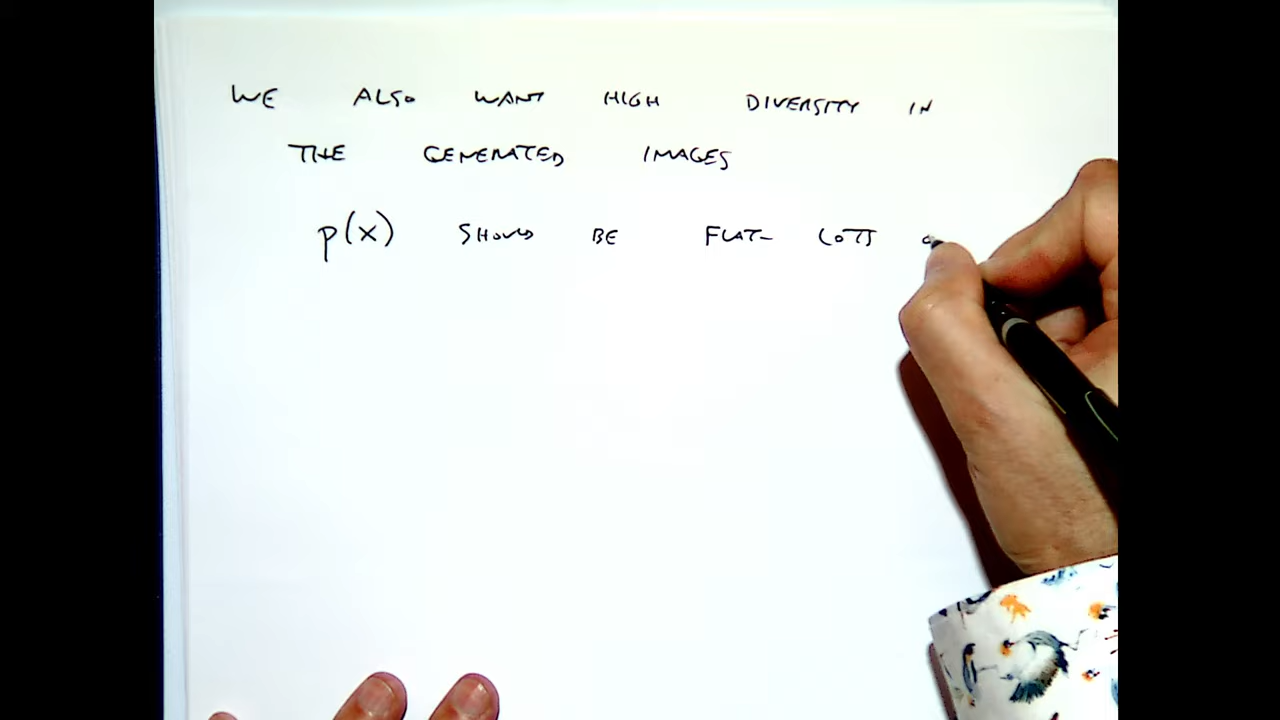 WE ALSO WANT HIGH DIVERSITY IN
THE GENERATED IMAGES
p(x) SHOULD BE FLAT- LOTS